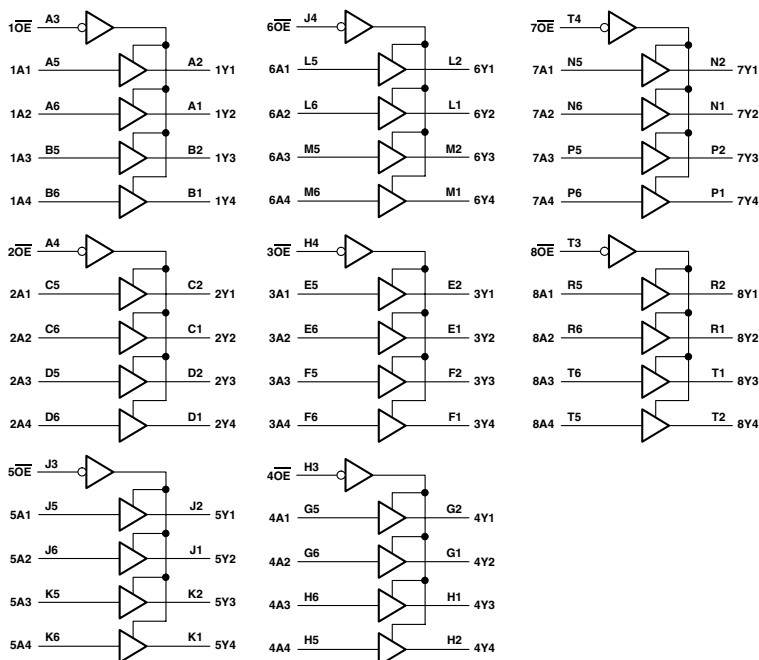 1OE A3
1A1 A5 A2 1Y1
1A2 A6 A1 1Y2
1A3 B5 B2 1Y3
1A4 B6 B1 1Y4
6OE J4
6A1 L5 L2 6Y1
6A2 L6 L1 6Y2
6A3 M5 M2 6Y3
6A4 M6 M1 6Y4
7OE T4
7A1 N5 N2 7Y1
7A2 N6 N1 7Y2
7A3 P5 P2 7Y3
7A4 P6 P1 7Y4
2OE A4
2A1 C5 C2 2Y1
2A2 C6 C1 2Y2
2A3 D5 D2 2Y3
2A4 D6 D1 2Y4
3OE H4
3A1 E5 E2 3Y1
3A2 E6 E1 3Y2
3A3 F5 F2 3Y3
3A4 F6 F1 3Y4
8OE T3
8A1 R5 R2 8Y1
8A2 R6 R1 8Y2
8A3 T6 T1 8Y3
8A4 T5 T2 8Y4
5OE J3
5A1 J5 J2 5Y1
5A2 J6 J1 5Y2
5A3 K5 K2 5Y3
5A4 K6 K1 5Y4
4OE H3
4A1 G5 G2 4Y1
4A2 G6 G1 4Y2
4A3 H6 H1 4Y3
4A4 H5 H2 4Y4